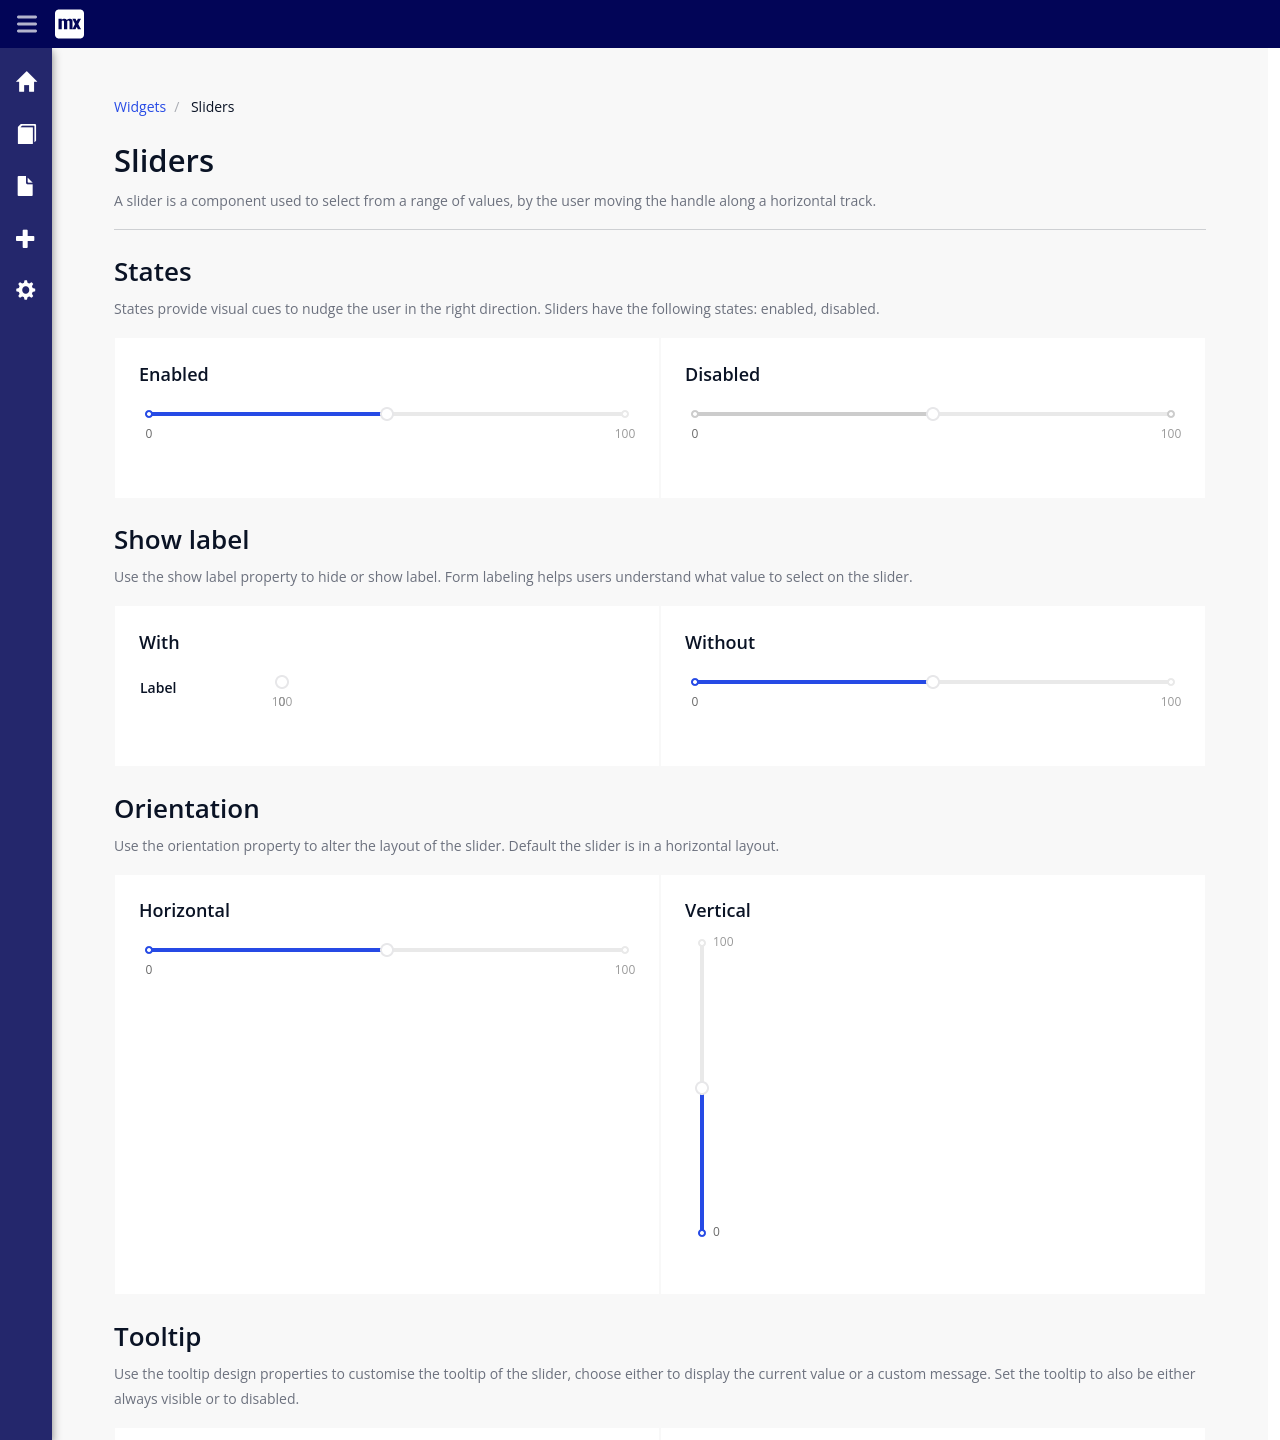 mx
Widgets / Sliders
Sliders
A slider is a component used to select from a range of values, by the user moving the handle along a horizontal track.
States
States provide visual cues to nudge the user in the right direction. Sliders have the following states: enabled, disabled.
Enabled
0 100
Disabled
0 100
Show label
Use the show label property to hide or show label. Form labeling helps users understand what value to select on the slider.
With
Label
Without
0 100
Orientation
Use the orientation property to alter the layout of the slider. Default the slider is in a horizontal layout.
Horizontal
0 100
Vertical
100
0
Tooltip
Use the tooltip design properties to customise the tooltip of the slider, choose either to display the current value or a custom message. Set the tooltip to also be either
always visible or to disabled.